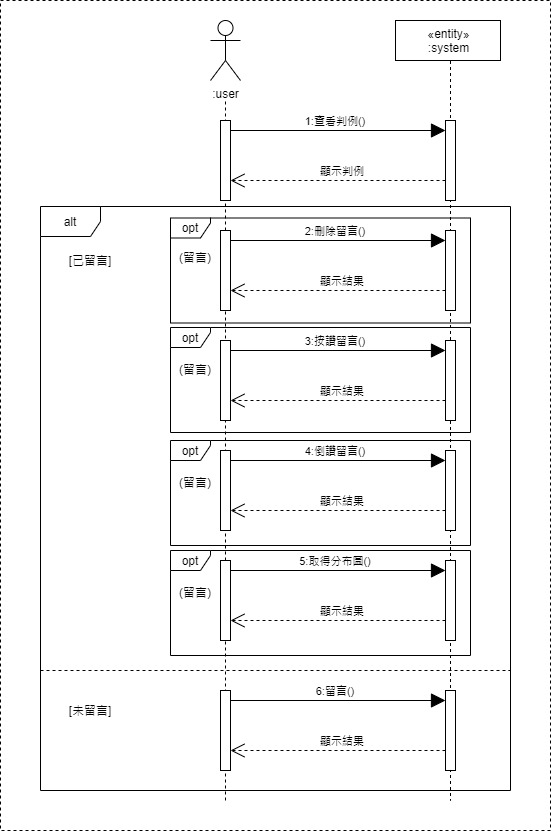 «entity»
:system
:user
1:查看判例()
顯示判例
alt
[已留言]
opt
(留言)
2:刪除留言()
顯示結果
opt
(留言)
3:按讚留言()
顯示結果
opt
(留言)
4:倒讚留言()
顯示結果
opt
(留言)
5:取得分布圖()
顯示結果
[未留言]
6:留言()
顯示結果